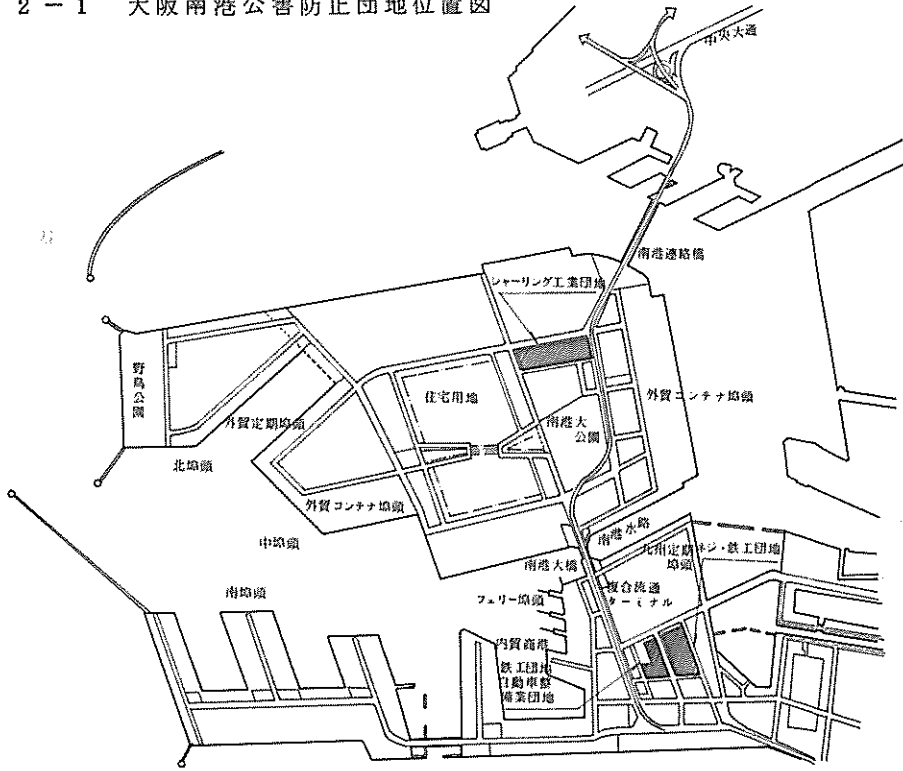 2-1 大阪南港公害防止団地位置図
中央大通
南港連絡橋
シャーリング工業団地
野鳥公園
住宅用地
外貿コンテナ埠頭
外貿定期埠頭
南港大
公園
北埠頭
外貿コンテナ埠頭
南港水路
中埠頭
九州定期
埠頭
ネジ・鉄工団地
南港大橋
南埠頭
フェリー埠頭
複合流通
ターミナル
内貿商港
鉄工団地
自動車整
備業団地